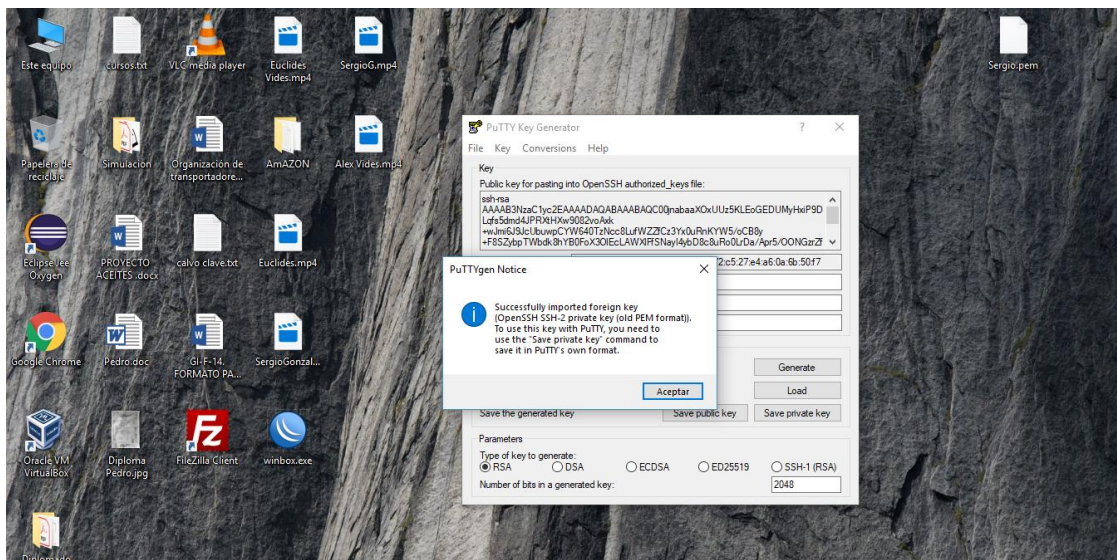 Este equipo
cursos.txt
VLC media player
Euclides
Vides.mp4
SergioG.mp4
Sergio.pem
Papelera de
reciclaje
Simulacion
Organización de
transportadore...
AmAZON
Alex Vides.mp4
Eclipse Jee
Oxygen
PROYECTO
ACEITES .docx
calvo clave.txt
Euclides.mp4
Google Chrome
Pedro.doc
GI-F-14.
FORMATO PA...
SergioGonzal...
Oracle VM
VirtualBox
Diploma
Pedro.jpg
FileZilla Client
winbox.exe
Diplomado
PuTTY Key Generator
File Key Conversions Help
Key
Public key for pasting into OpenSSH authorized_keys file:
ssh-rsa
PuTTYgen Notice
Successfully imported foreign key
(OpenSSH SSH-2 private key (old PEM format)).
To use this key with PuTTY, you need to
use the "Save private key" command to
save it in PuTTY's own format.
Aceptar
Generate
Load
Save the generated key
Save public key
Save private key
Parameters
Type of key to generate:
RSA
DSA
ECDSA
ED25519
SSH-1 (RSA)
Number of bits in a generated key:
2048